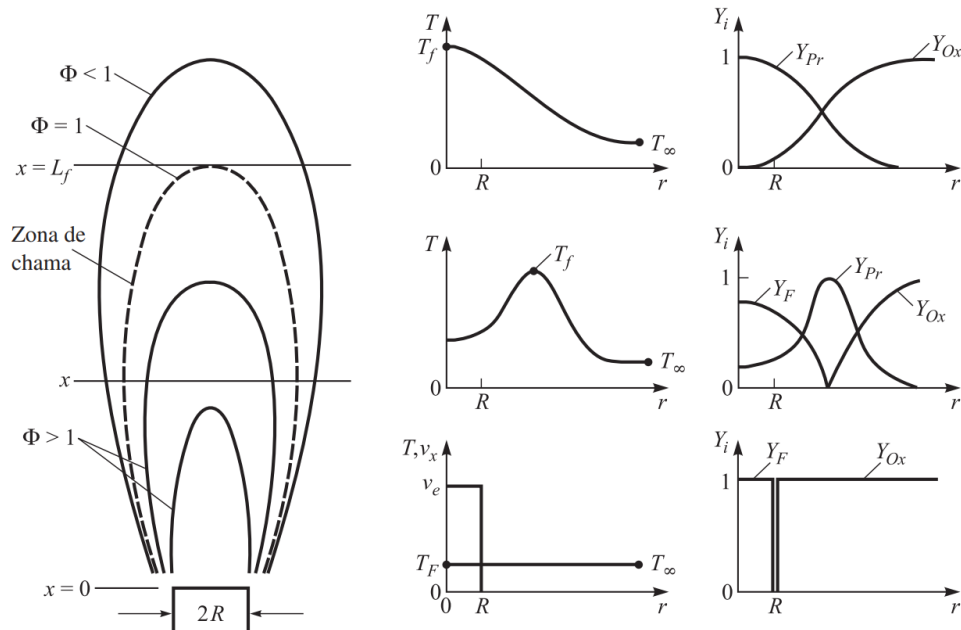 Φ < 1
Φ = 1
x = L_f
Zona de
chama
x
Φ > 1
x = 0
2R
T
T_f
T_∞
0
R
r
Y_i
1
Y_Pr
Y_Ox
0
R
r
T
T_f
T_∞
0
R
r
Y_i
1
Y_F
Y_Pr
Y_Ox
0
R
r
T,v_x
v_e
T_F
T_∞
0
0
R
r
Y_i
Y_F
Y_Ox
1
0
R
r